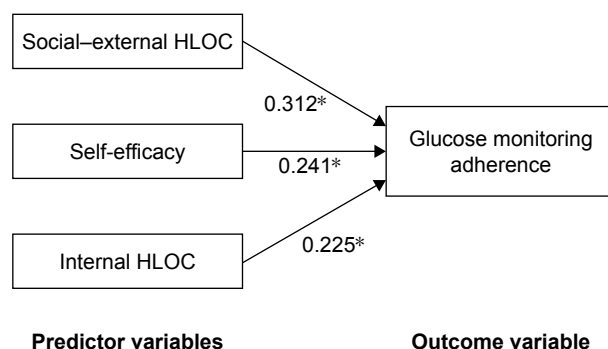 Social–external HLOC
0.312*
Self-efficacy
0.241*
Glucose monitoring
adherence
Internal HLOC
0.225*
Predictor variables
Outcome variable